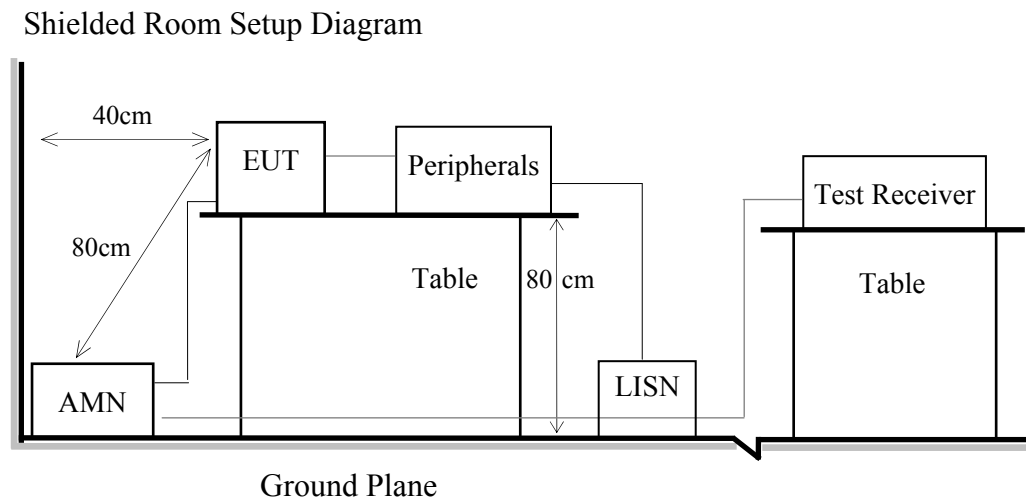 Shielded Room Setup Diagram
40cm
EUT
Peripherals
Test Receiver
80cm
Table
80 cm
Table
AMN
LISN
Ground Plane